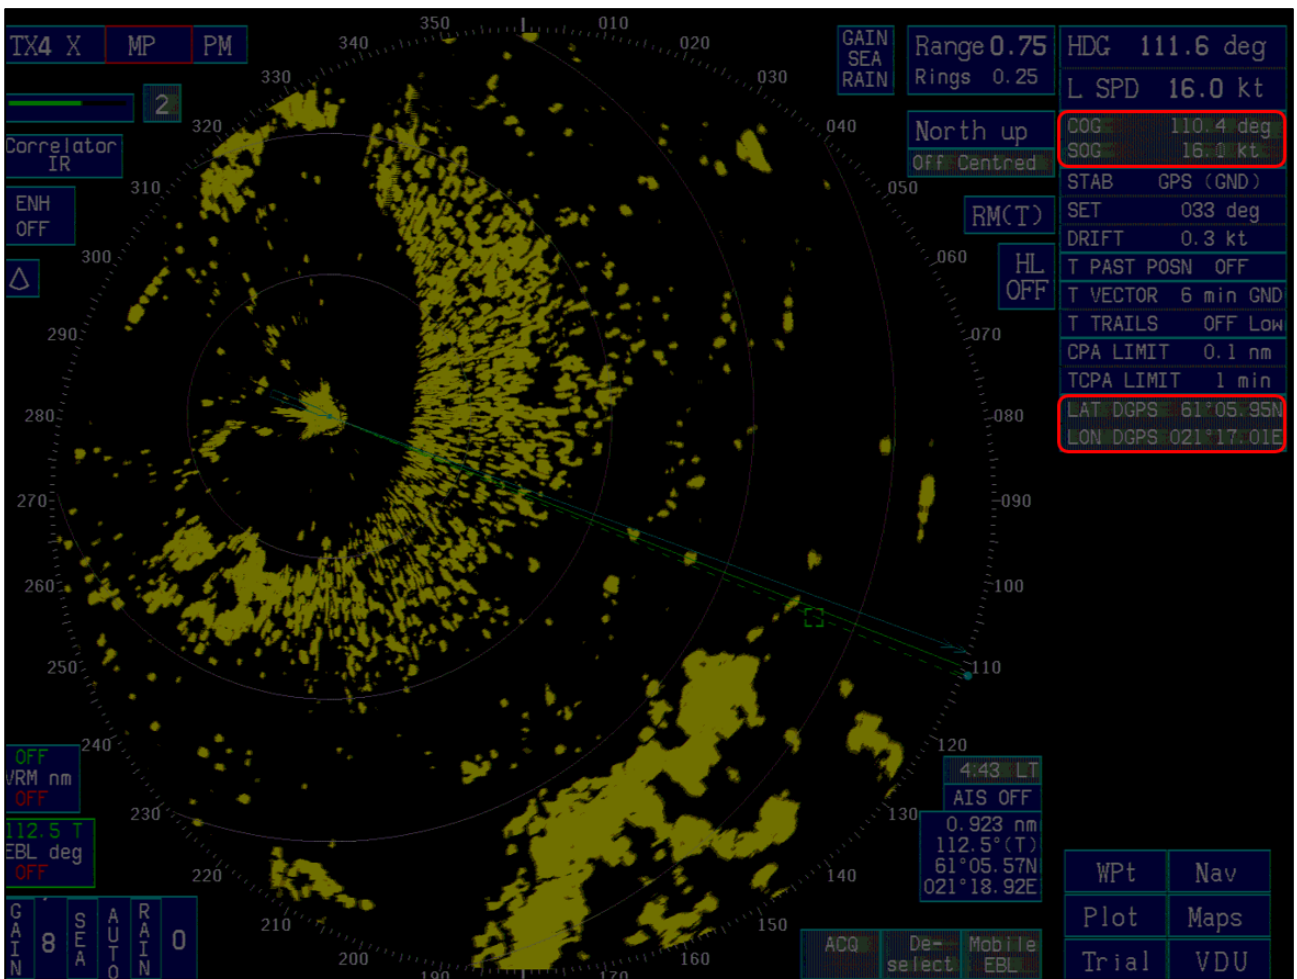 TX4 X MP PM
2
Correlator
IR
ENH
OFF
GAIN
SEA
RAIN
Range 0.75
Rings 0.25
North up
Off Centred
RM(T)
HL
OFF
HDG 111.6 deg
L SPD 16.0 kt
COG 110.4 deg
SOG 16.0 kt
STAB GPS (GND)
SET 033 deg
DRIFT 0.3 kt
T PAST POSN OFF
T VECTOR 6 min GND
T TRAILS OFF Low
CPA LIMIT 0.1 nm
TCPA LIMIT 1 min
LAT DGPS 61°05.95N
LON DGPS 021°17.01E
350
010
020
030
040
050
060
070
080
090
100
110
120
130
140
150
160
170
190
200
210
220
230
240
250
260
270
280
290
300
310
320
330
340
OFF
VRM nm
OFF
112.5 T
EBL deg
OFF
GAIN 8 SEA AUTO RAIN 0
4:43 LT
AIS OFF
0.923 nm
112.5°(T)
61°05.57N
021°18.92E
ACQ
De-
select
Mobile
EBL
WPt Nav
Plot Maps
Trial VDU